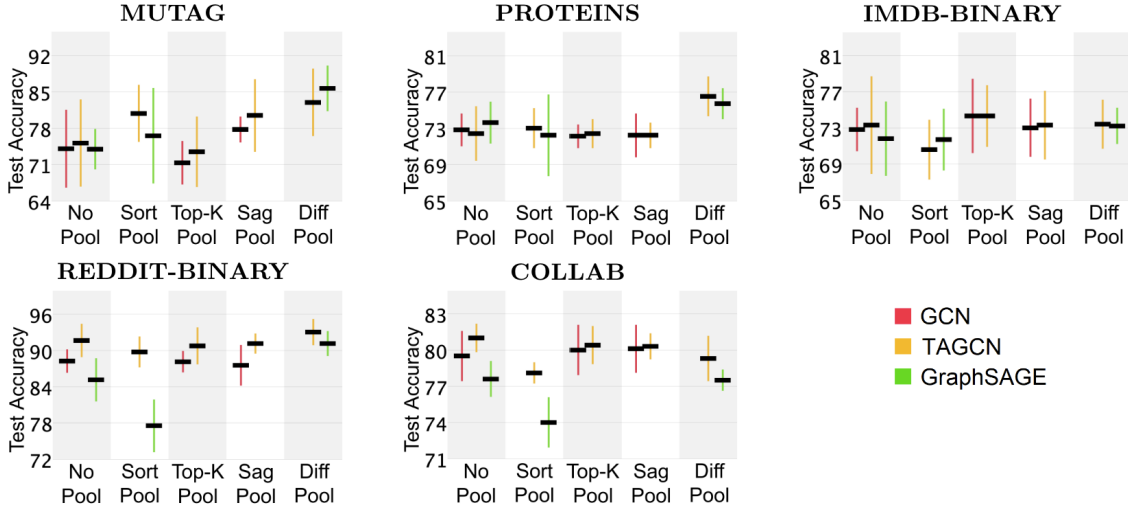 MUTAG
Test Accuracy
92
85
78
71
64
No Pool
Sort Pool
Top-K Pool
Sag Pool
Diff Pool
PROTEINS
Test Accuracy
81
77
73
69
65
No Pool
Sort Pool
Top-K Pool
Sag Pool
Diff Pool
IMDB-BINARY
Test Accuracy
81
77
73
69
65
No Pool
Sort Pool
Top-K Pool
Sag Pool
Diff Pool
REDDIT-BINARY
Test Accuracy
96
90
84
78
72
No Pool
Sort Pool
Top-K Pool
Sag Pool
Diff Pool
COLLAB
Test Accuracy
83
80
77
74
71
No Pool
Sort Pool
Top-K Pool
Sag Pool
Diff Pool
GCN
TAGCN
GraphSAGE